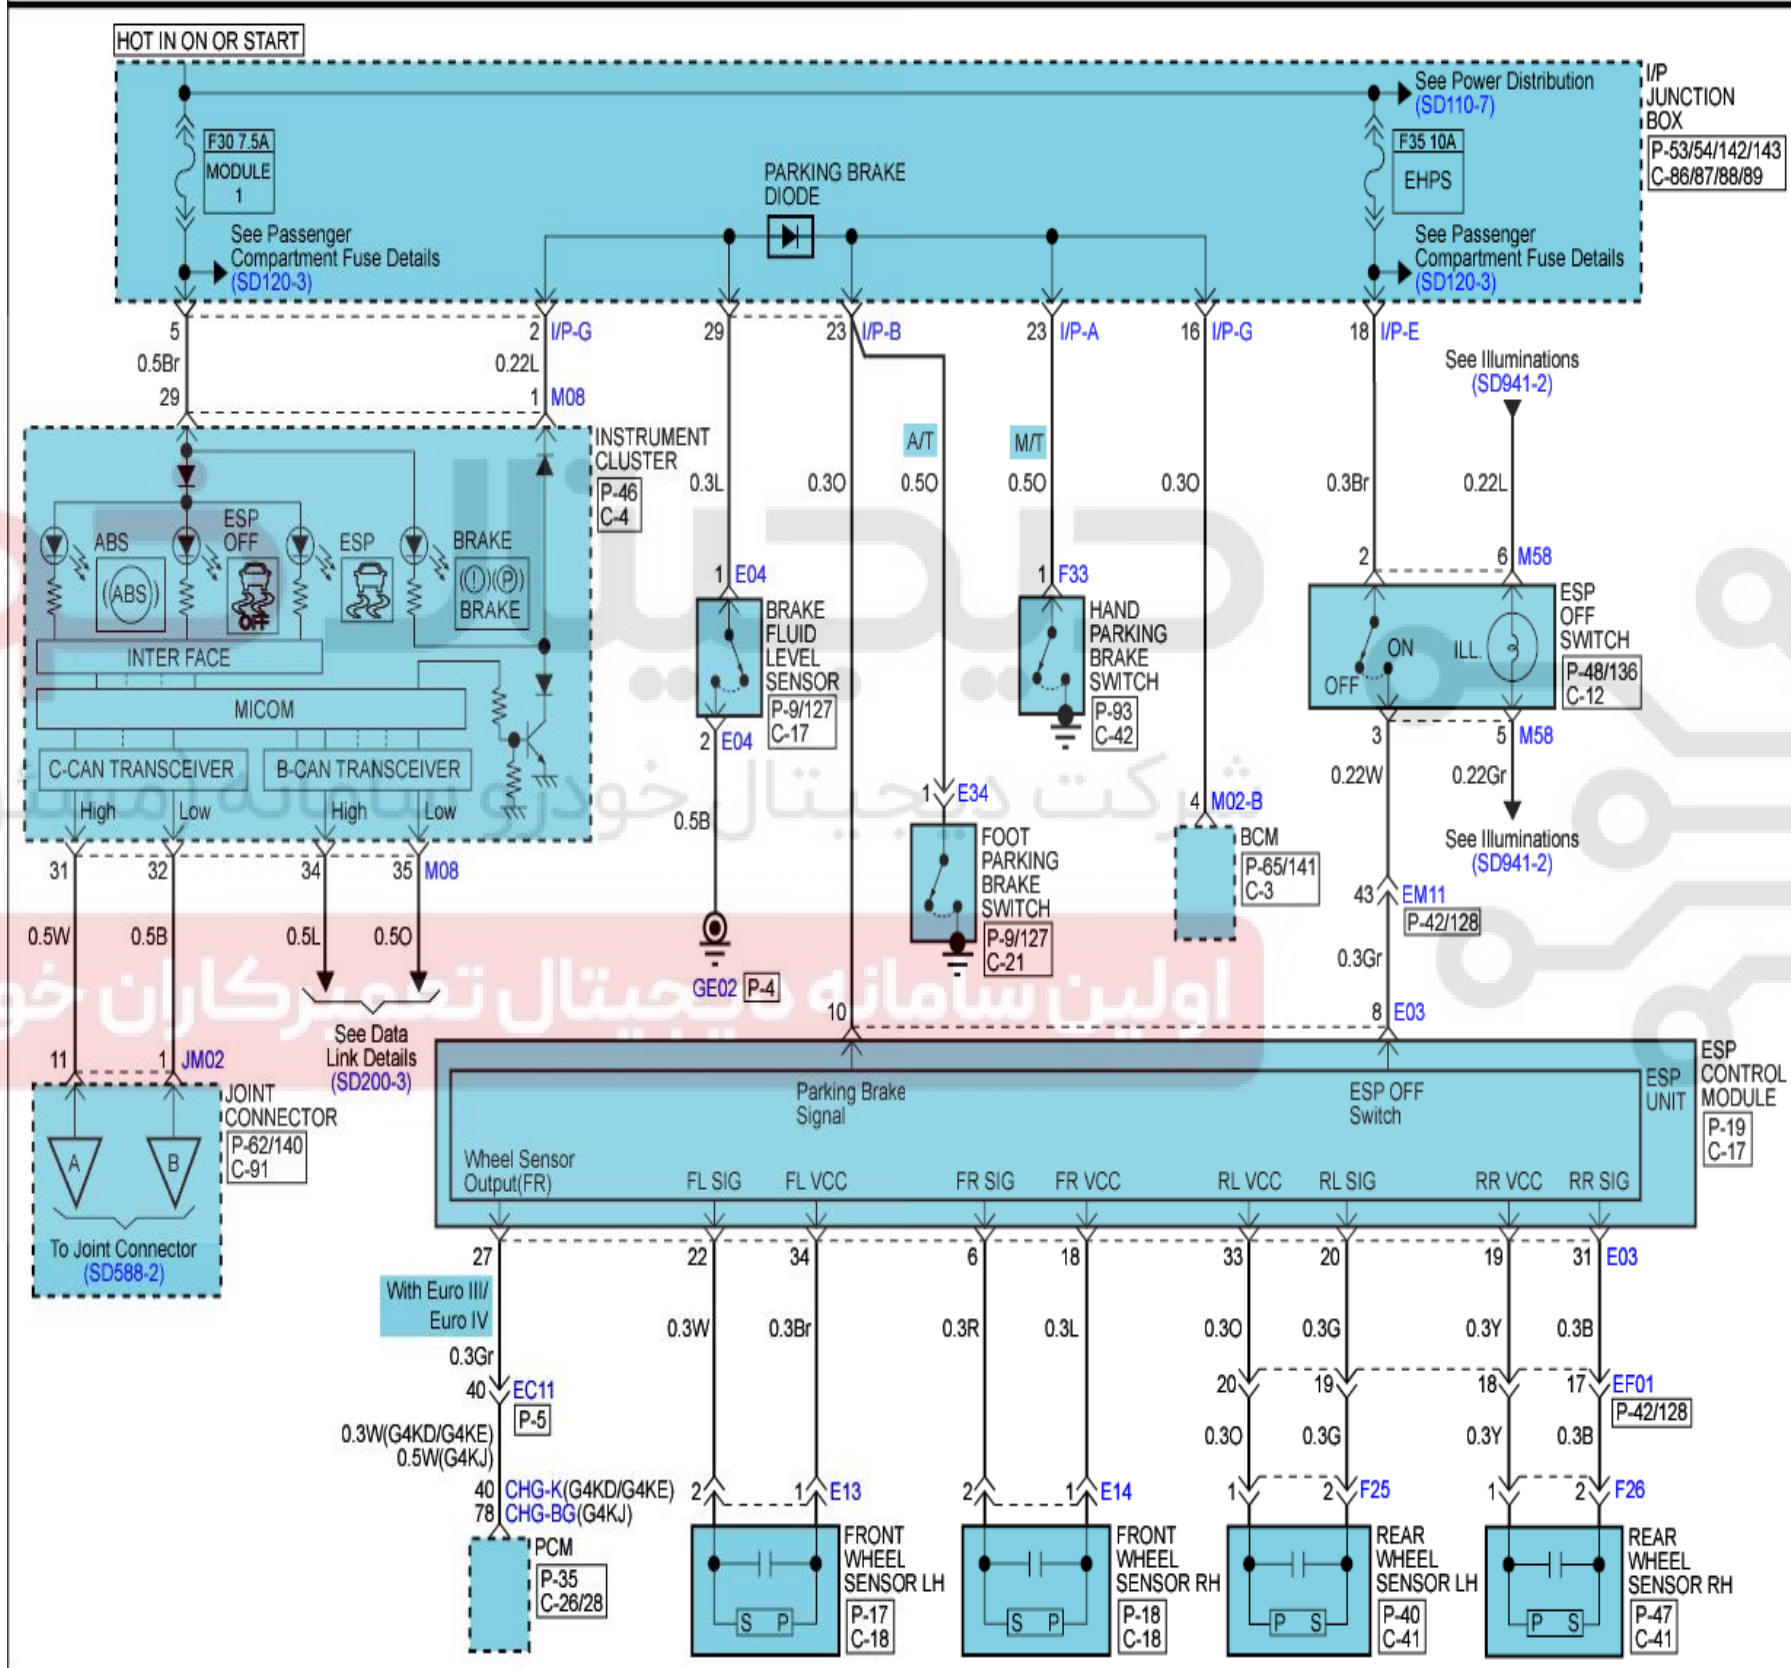 HOT IN ON OR START
See Power Distribution
(SD110-7)
I/P
JUNCTION
BOX
P-53/54/142/143
C-86/87/88/89
F30 7.5A
MODULE
1
F35 10A
EHPS
PARKING BRAKE
DIODE
See Passenger
Compartment Fuse Details
(SD120-3)
See Passenger
Compartment Fuse Details
(SD120-3)
5
2 I/P-G
29
23 I/P-B
23 I/P-A
16 I/P-G
18 I/P-E
0.5Br
0.22L
See Illuminations
(SD941-2)
29
1 M08
INSTRUMENT
CLUSTER
P-46
C-4
A/T
M/T
0.3L
0.3O
0.5O
0.5O
0.3O
0.3Br
0.22L
ABS
(ABS)
ESP
OFF
OFF
ESP
BRAKE
(!)(P)
BRAKE
INTER FACE
MICOM
C-CAN TRANSCEIVER
B-CAN TRANSCEIVER
High
Low
High
Low
1 E04
BRAKE
FLUID
LEVEL
SENSOR
P-9/127
C-17
2 E04
0.5B
GE02 P-4
1 F33
HAND
PARKING
BRAKE
SWITCH
P-93
C-42
1 E34
FOOT
PARKING
BRAKE
SWITCH
P-9/127
C-21
4 M02-B
BCM
P-65/141
C-3
2
6 M58
ON
OFF
ILL.
ESP
OFF
SWITCH
P-48/136
C-12
3
5 M58
0.22W
0.22Gr
See Illuminations
(SD941-2)
43 EM11
P-42/128
0.3Gr
شرکت دیجیتال خودرو سامانه
اولین سامانه دیجیتال تعمیرکاران
31
32
34
35 M08
0.5W
0.5B
0.5L
0.5O
See Data
Link Details
(SD200-3)
11
1 JM02
JOINT
CONNECTOR
P-62/140
C-91
A
B
To Joint Connector
(SD588-2)
10
8 E03
ESP
CONTROL
MODULE
P-19
C-17
ESP
UNIT
Parking Brake
Signal
ESP OFF
Switch
Wheel Sensor
Output(FR)
FL SIG
FL VCC
FR SIG
FR VCC
RL VCC
RL SIG
RR VCC
RR SIG
27
22
34
6
18
33
20
19
31 E03
With Euro III/
Euro IV
0.3Gr
0.3W
0.3Br
0.3R
0.3L
0.3O
0.3G
0.3Y
0.3B
40 EC11
P-5
20
19
18
17 EF01
P-42/128
0.3W(G4KD/G4KE)
0.5W(G4KJ)
0.3O
0.3G
0.3Y
0.3B
40 CHG-K(G4KD/G4KE)
78 CHG-BG(G4KJ)
2
1 E13
2
1 E14
1
2 F25
1
2 F26
PCM
P-35
C-26/28
S P
FRONT
WHEEL
SENSOR LH
P-17
C-18
S P
FRONT
WHEEL
SENSOR RH
P-18
C-18
P S
REAR
WHEEL
SENSOR LH
P-40
C-41
P S
REAR
WHEEL
SENSOR RH
P-47
C-41